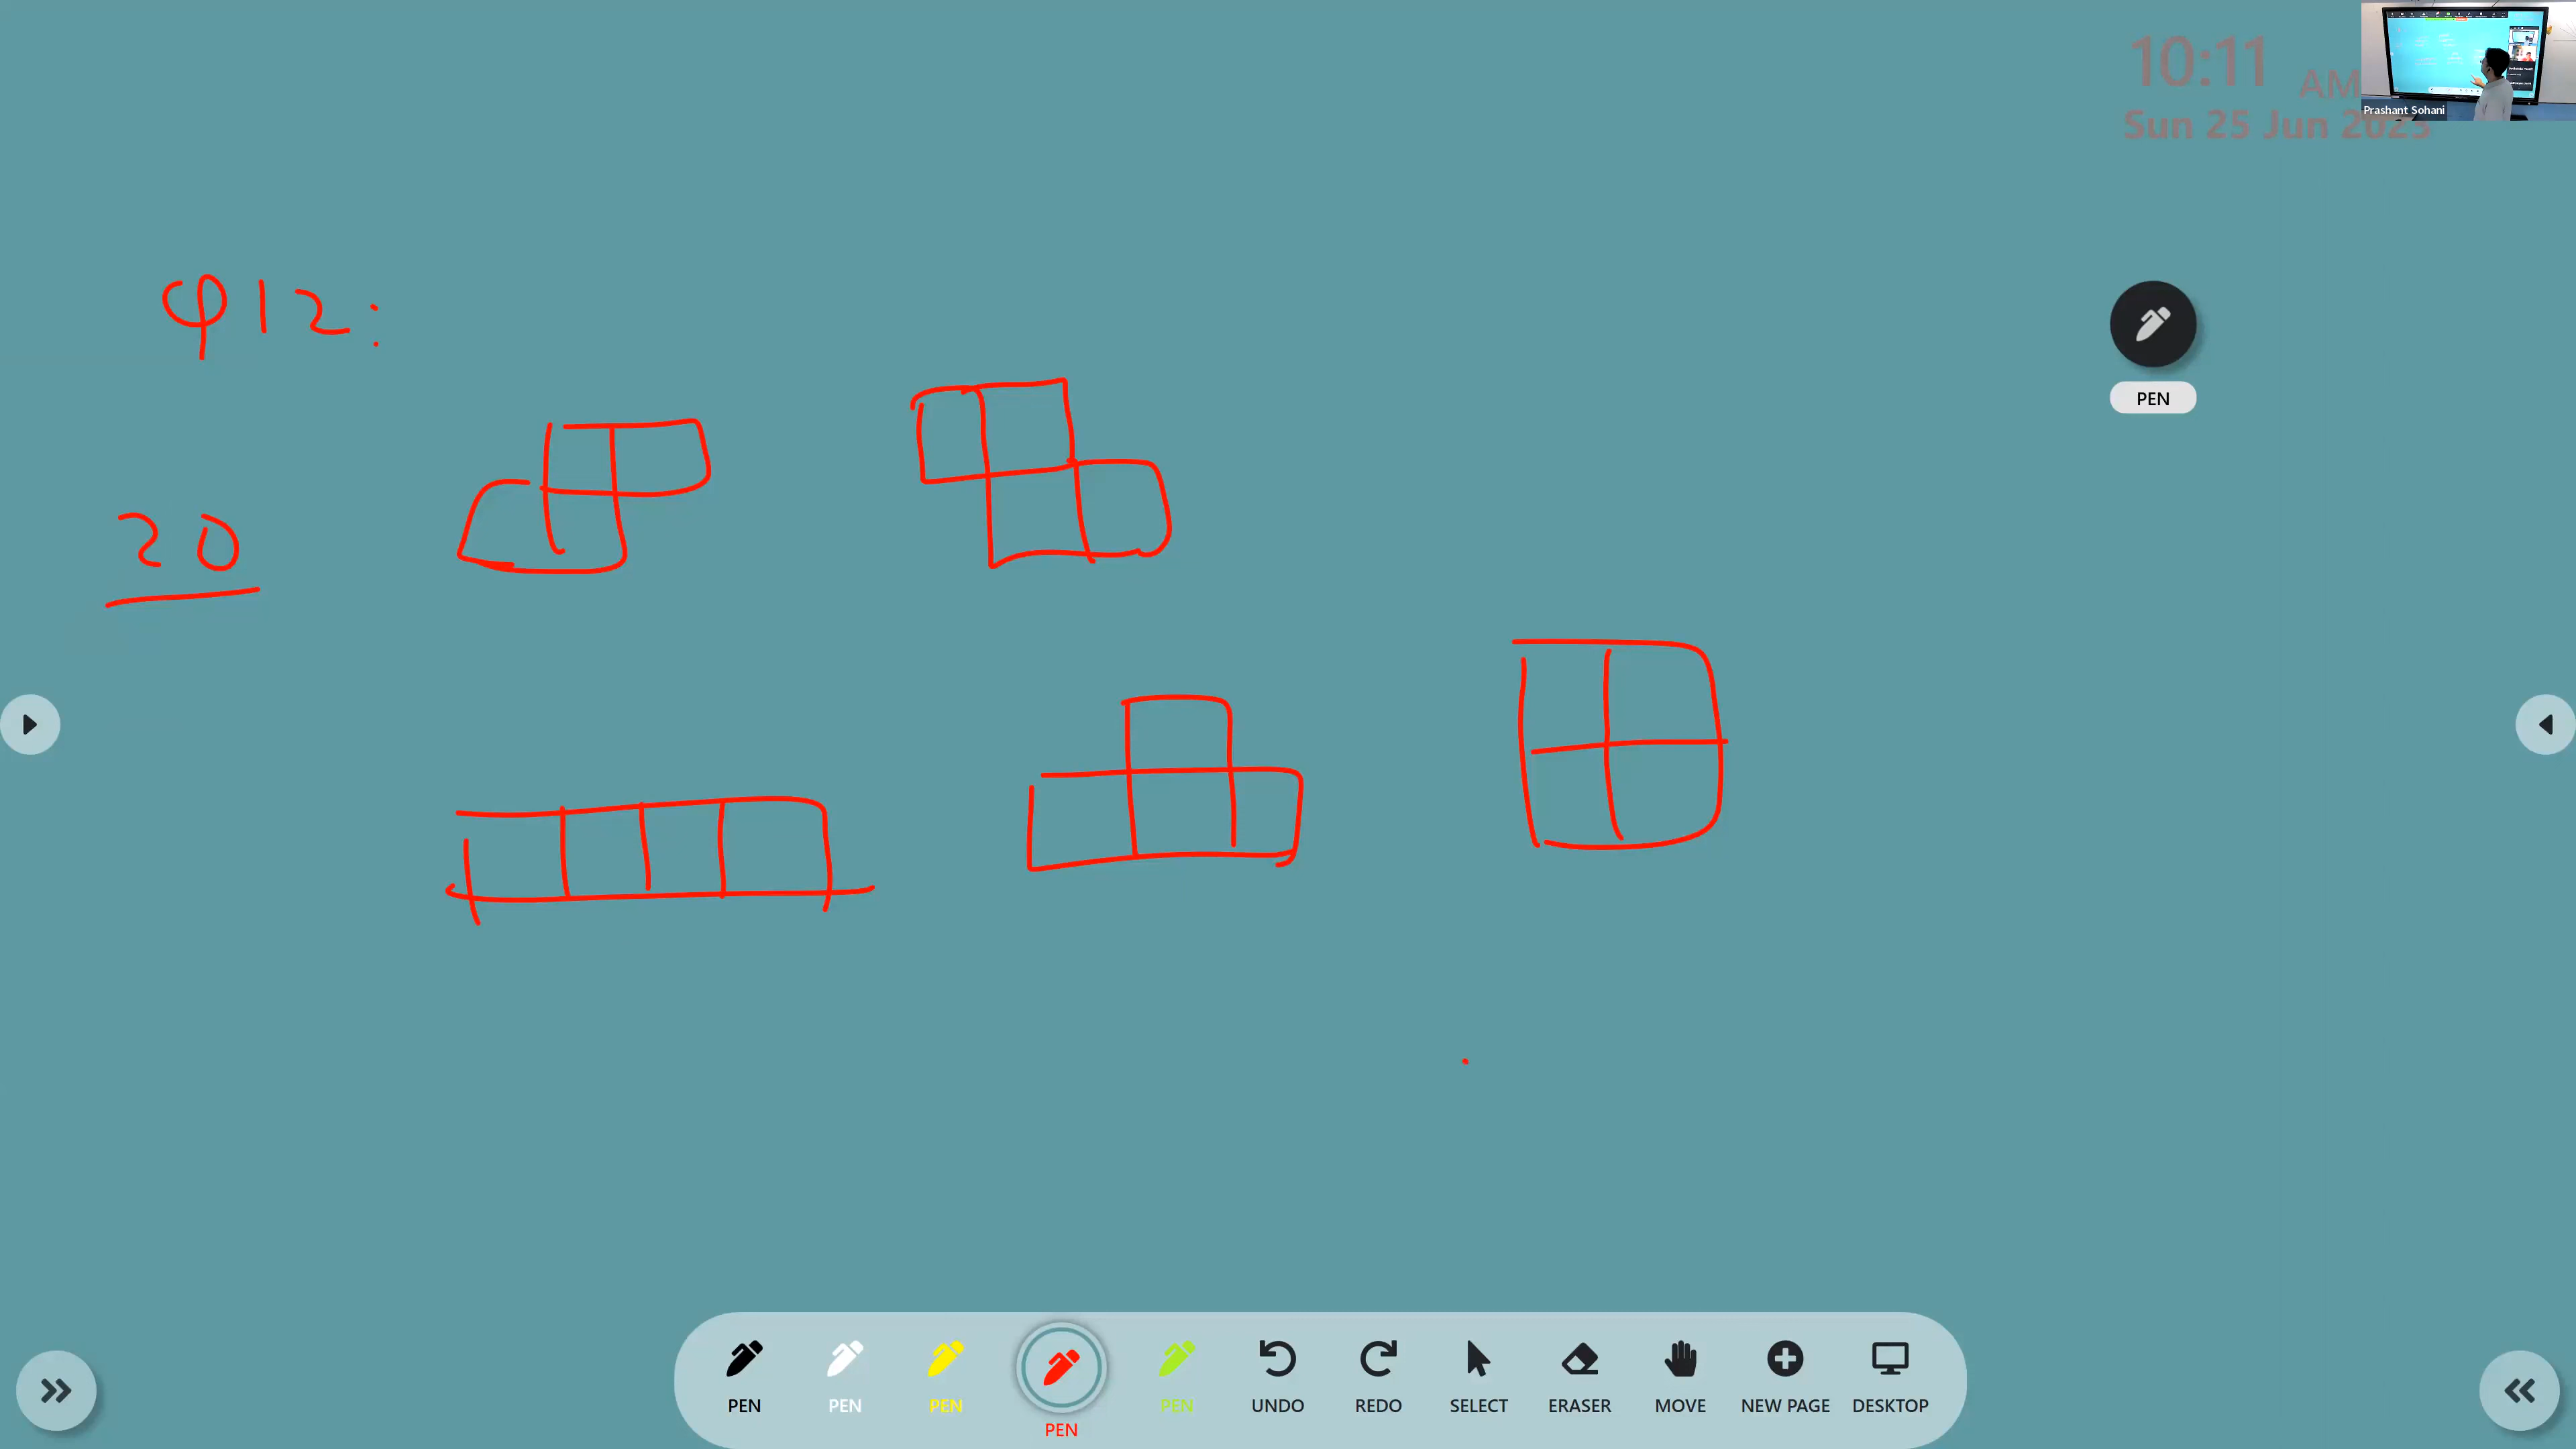 10:11 AM
Prashant Sohani
Sun 25 Jun 2023
Q12:
PEN
20
PEN
PEN
PEN
PEN
PEN
UNDO
REDO
SELECT
ERASER
MOVE
NEW PAGE
DESKTOP